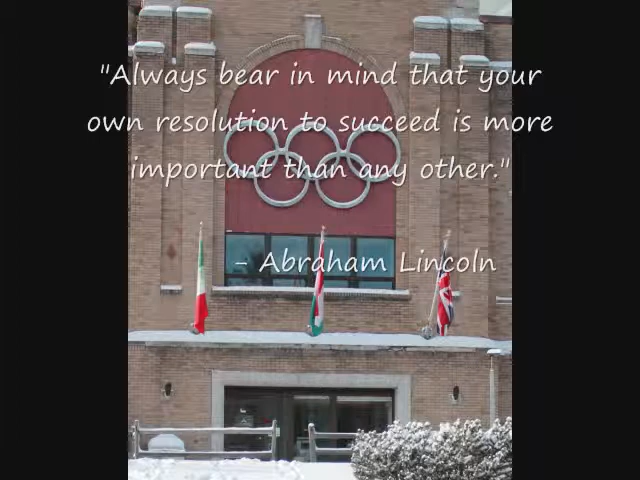 "Always bear in mind that your
own resolution to succeed is more
important than any other."
- Abraham Lincoln